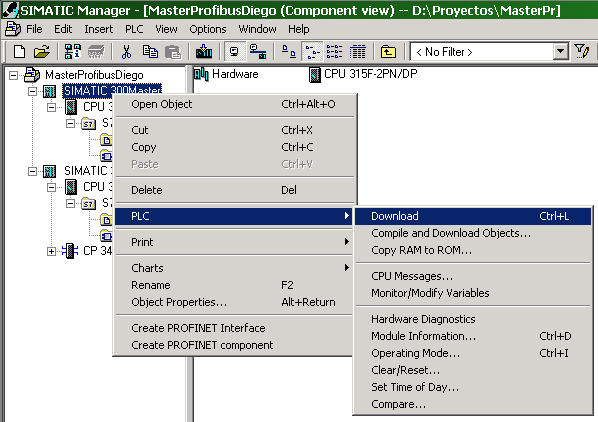 SIMATIC Manager - [MasterProfibusDiego (Component view) -- D:\Proyectos\MasterPr]
File Edit Insert PLC View Options Window Help
< No Filter >
MasterProfibusDiego
SIMATIC 300Master
CPU 3
S7
SIMATIC 3
CPU 3
S7
CP 34
Hardware CPU 315F-2PN/DP
Open Object Ctrl+Alt+O
Cut Ctrl+X
Copy Ctrl+C
Paste Ctrl+V
Delete Del
PLC
Print
Charts
Rename F2
Object Properties... Alt+Return
Create PROFINET Interface
Create PROFINET component
Download Ctrl+L
Compile and Download Objects...
Copy RAM to ROM...
CPU Messages...
Monitor/Modify Variables
Hardware Diagnostics
Module Information... Ctrl+D
Operating Mode... Ctrl+I
Clear/Reset...
Set Time of Day...
Compare...